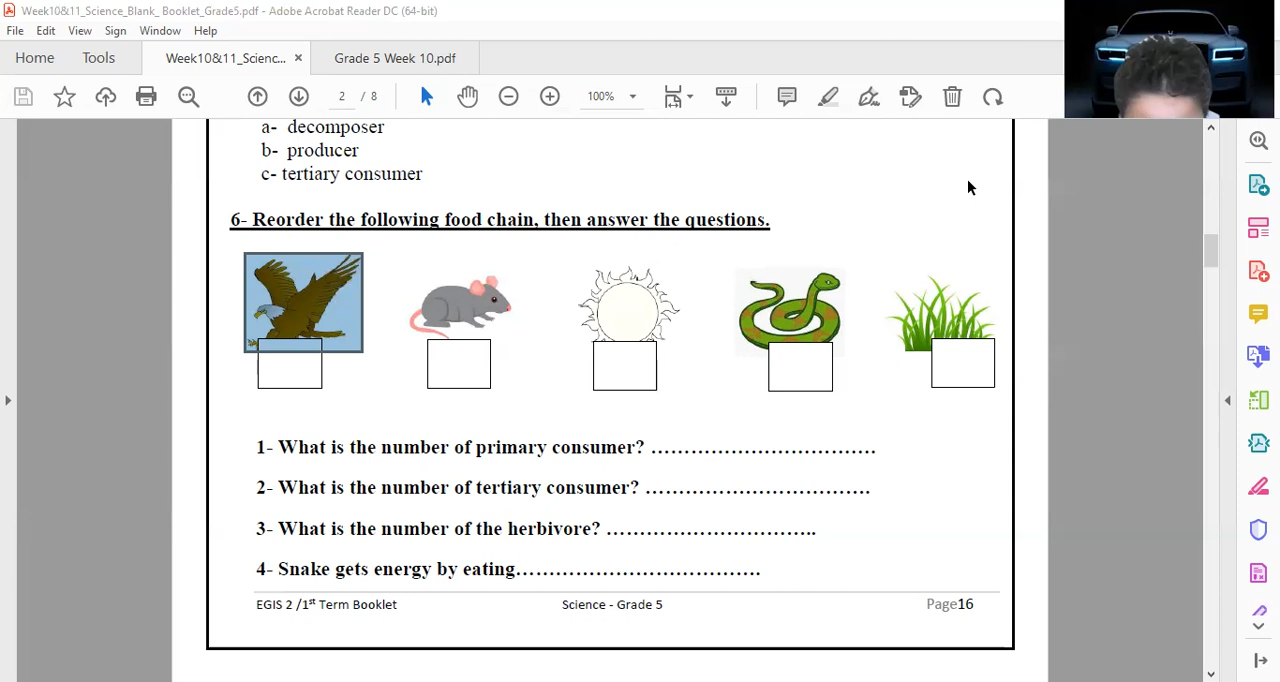 Week10&11_Science_Blank_ Booklet_Grade5.pdf - Adobe Acrobat Reader DC (64-bit)
File Edit View Sign Window Help
Home Tools Week10&11_Scienc... × Grade 5 Week 10.pdf
2 / 8 100%
a- decomposer
b- producer
c- tertiary consumer
6- Reorder the following food chain, then answer the questions.
1- What is the number of primary consumer? ……………………………
2- What is the number of tertiary consumer? …………………………….
3- What is the number of the herbivore? …………………………..
4- Snake gets energy by eating……………………………….
EGIS 2 /1st Term Booklet Science - Grade 5 Page16